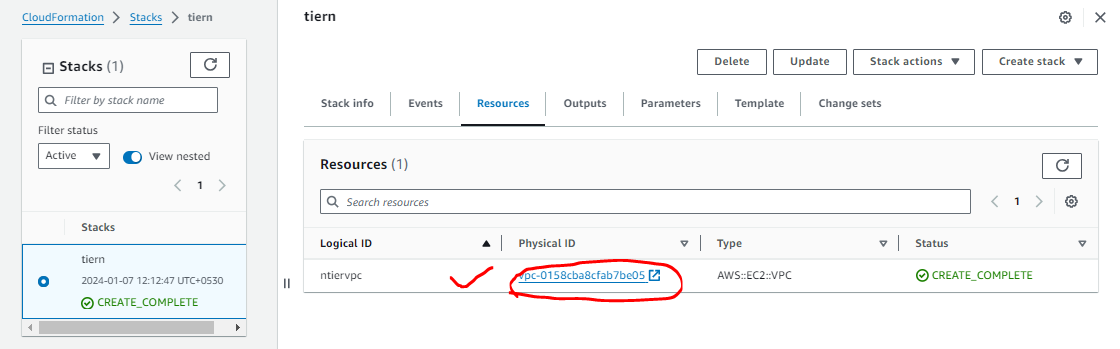 CloudFormation > Stacks > tiern
Stacks (1)
Filter by stack name
Filter status
Active
View nested
1
Stacks
tiern
2024-01-07 12:12:47 UTC+0530
CREATE_COMPLETE
tiern
Delete
Update
Stack actions
Create stack
Stack info
Events
Resources
Outputs
Parameters
Template
Change sets
Resources (1)
Search resources
1
Logical ID
Physical ID
Type
Status
ntiervpc
vpc-0158cba8cfab7be05
AWS::EC2::VPC
CREATE_COMPLETE